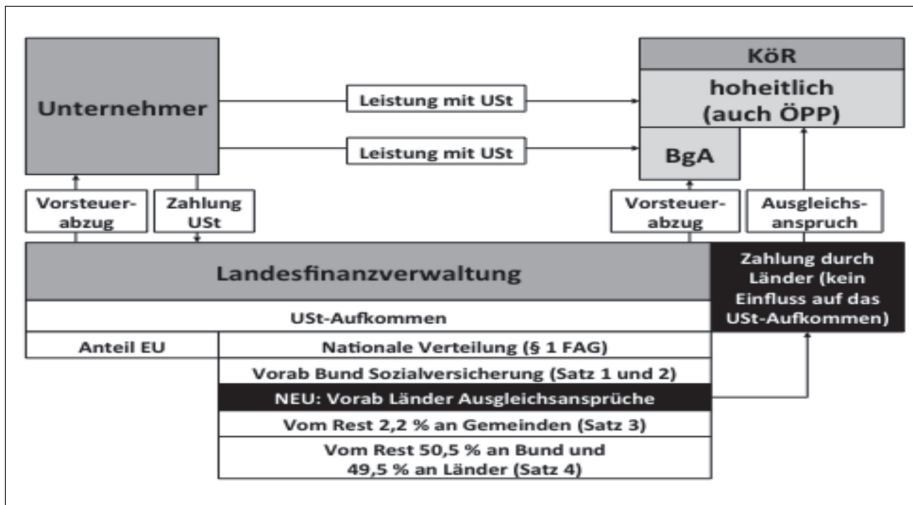 KöR
Unternehmer
Leistung mit USt
hoheitlich
(auch ÖPP)
Leistung mit USt
BgA
Vorsteuer-
abzug
Zahlung
USt
Vorsteuer-
abzug
Ausgleichs-
anspruch
Landesfinanzverwaltung
Zahlung durch
Länder (kein
Einfluss auf das
USt-Aufkommen)
USt-Aufkommen
Anteil EU
Nationale Verteilung (§ 1 FAG)
Vorab Bund Sozialversicherung (Satz 1 und 2)
NEU: Vorab Länder Ausgleichsansprüche
Vom Rest 2,2 % an Gemeinden (Satz 3)
Vom Rest 50,5 % an Bund und
49,5 % an Länder (Satz 4)